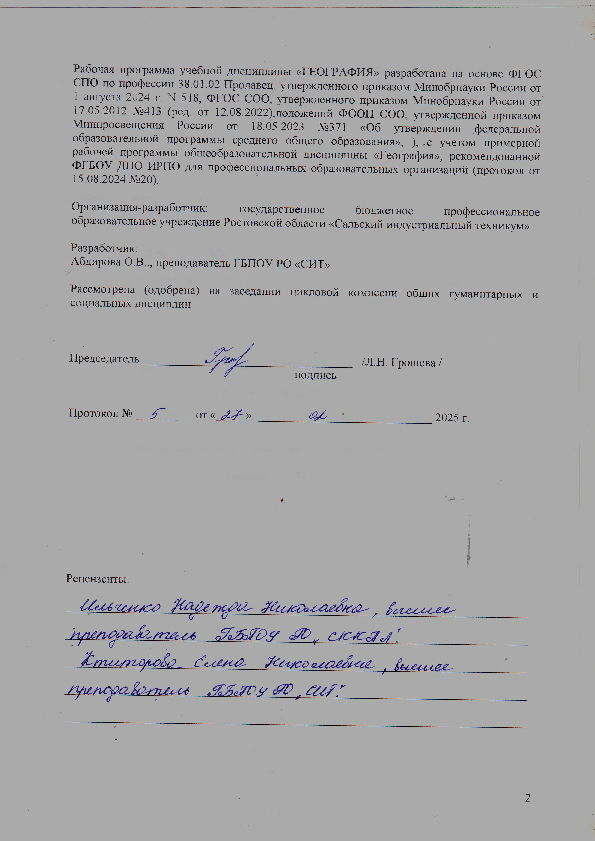 Рабочая программа учебной дисциплины «ГЕОГРАФИЯ» разработана на основе ФГОС
СПО по профессии 38.01.02 Продавец, утвержденного приказом Минобрнауки России от
1 августа 2024 г. N 518, ФГОС СОО, утвержденного приказом Минобрнауки России от
17.05.2012 №413 (ред. от 12.08.2022),положений ФООП СОО, утвержденной приказом
Минпросвещения России от 18.05.2023 №371 «Об утверждении федеральной
образовательной программы среднего общего образования», ), с учетом примерной
рабочей программы общеобразовательной дисциплины «География», рекомендованной
ФГБОУ ДПО ИРПО для профессиональных образовательных организаций (протокол от
15.08.2024 №20).
Организация-разработчик: государственное бюджетное профессиональное
образовательное учреждение Ростовской области «Сальский индустриальный техникум»
Разработчик:
Абдирова О.В.., преподаватель ГБПОУ РО «СИТ»
Рассмотрена (одобрена) на заседании цикловой комиссии общих гуманитарных и
социальных дисциплин
Председатель /Л.Н. Грошева /
подпись
Протокол № 5 от « 27 » 2025 г.
Рецензенты:
Ильченко Надежда Николаевна, высшее
преподаватель ГБПОУ РО
Ктиторова Елена Николаевна, высшее
преподаватель ГБПОУ РО „СИТ"
2